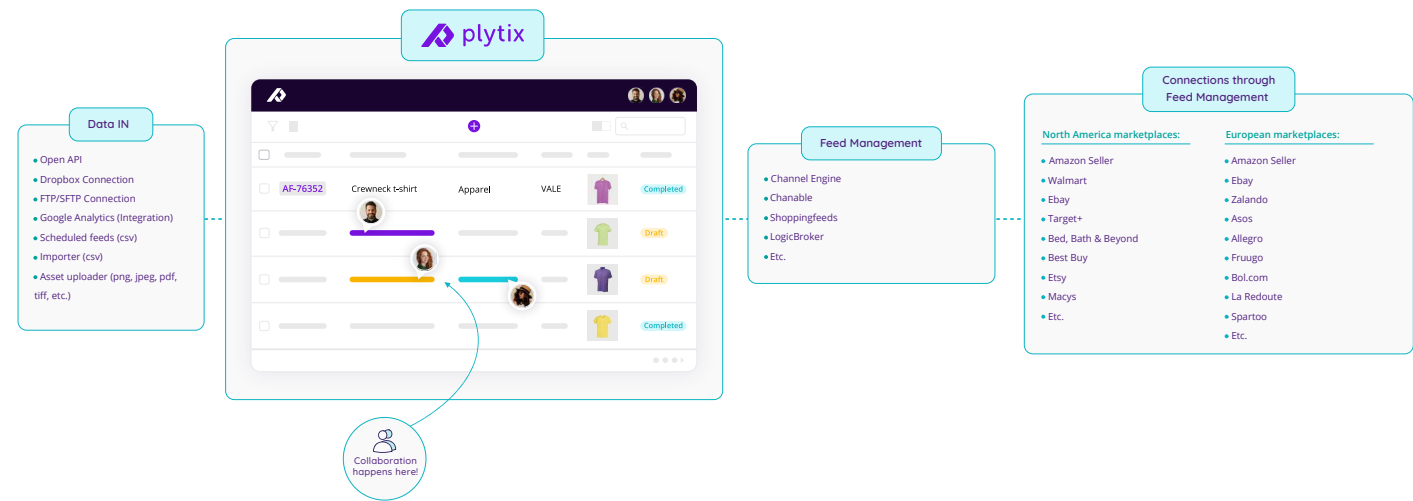 plytix
Data IN
Open API
Dropbox Connection
FTP/SFTP Connection
Google Analytics (Integration)
Scheduled feeds (csv)
Importer (csv)
Asset uploader (png, jpeg, pdf,
tiff, etc.)
AF-76352
Crewneck t-shirt
Apparel
VALE
Completed
Draft
Draft
Completed
Collaboration
happens here!
Feed Management
Channel Engine
Chanable
Shoppingfeeds
LogicBroker
Etc.
Connections through
Feed Management
North America marketplaces:
Amazon Seller
Walmart
Ebay
Target+
Bed, Bath & Beyond
Best Buy
Etsy
Macys
Etc.
European marketplaces:
Amazon Seller
Ebay
Zalando
Asos
Allegro
Fruugo
Bol.com
La Redoute
Spartoo
Etc.